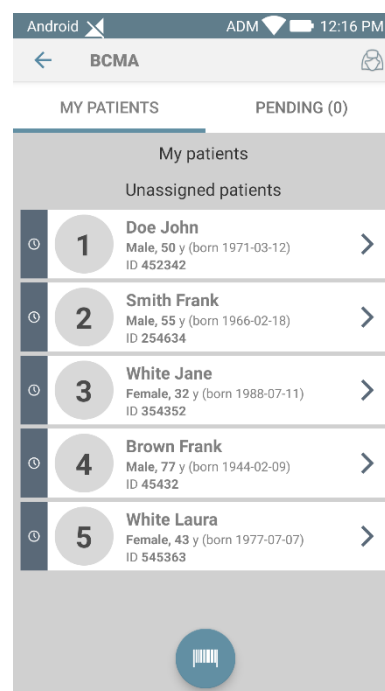 Android ADM 12:16 PM
BCMA
MY PATIENTS PENDING (0)
My patients
Unassigned patients
1
Doe John
Male, 50 y (born 1971-03-12)
ID 452342
2
Smith Frank
Male, 55 y (born 1966-02-18)
ID 254634
3
White Jane
Female, 32 y (born 1988-07-11)
ID 354352
4
Brown Frank
Male, 77 y (born 1944-02-09)
ID 45432
5
White Laura
Female, 43 y (born 1977-07-07)
ID 545363